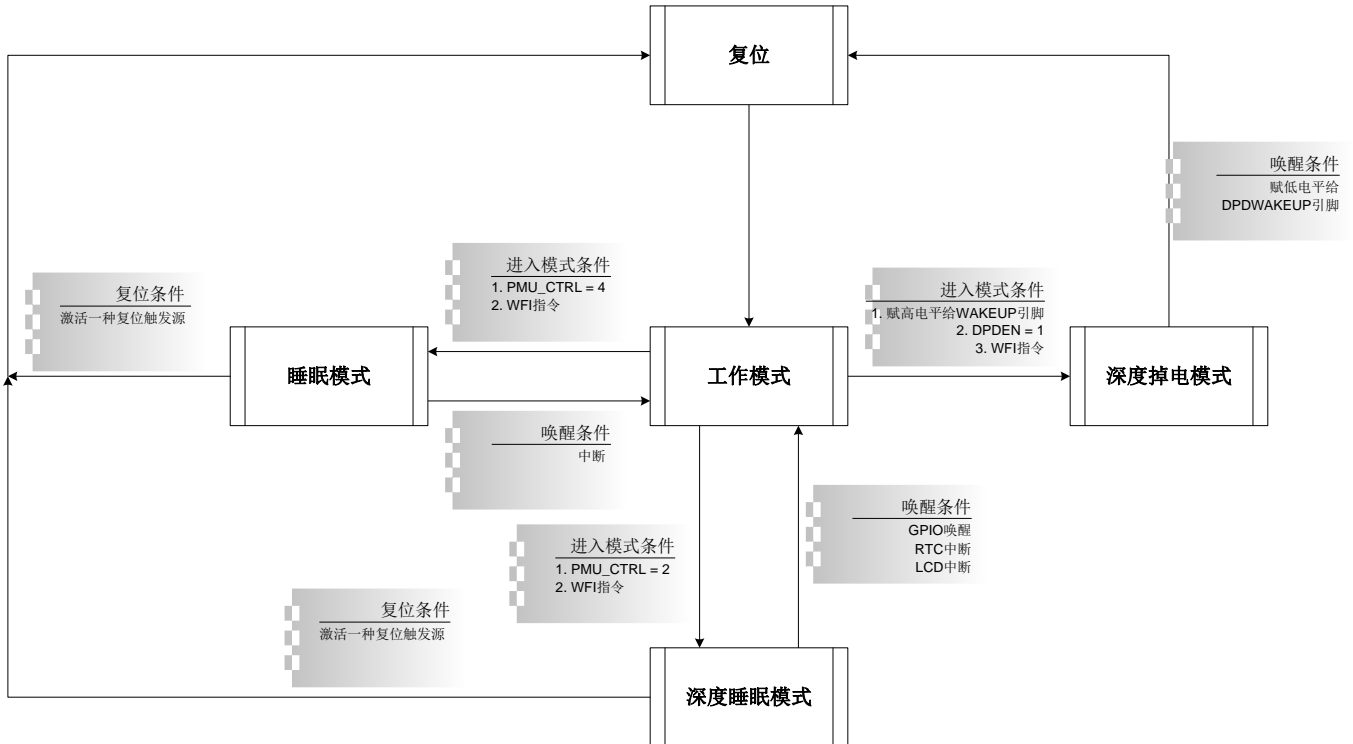 复位
唤醒条件
赋低电平给
DPDWAKEUP引脚
进入模式条件
1. PMU_CTRL = 4
2. WFI指令
进入模式条件
1. 赋高电平给WAKEUP引脚
2. DPDEN = 1
3. WFI指令
复位条件
激活一种复位触发源
睡眠模式
工作模式
深度掉电模式
唤醒条件
中断
唤醒条件
GPIO唤醒
RTC中断
LCD中断
进入模式条件
1. PMU_CTRL = 2
2. WFI指令
复位条件
激活一种复位触发源
深度睡眠模式